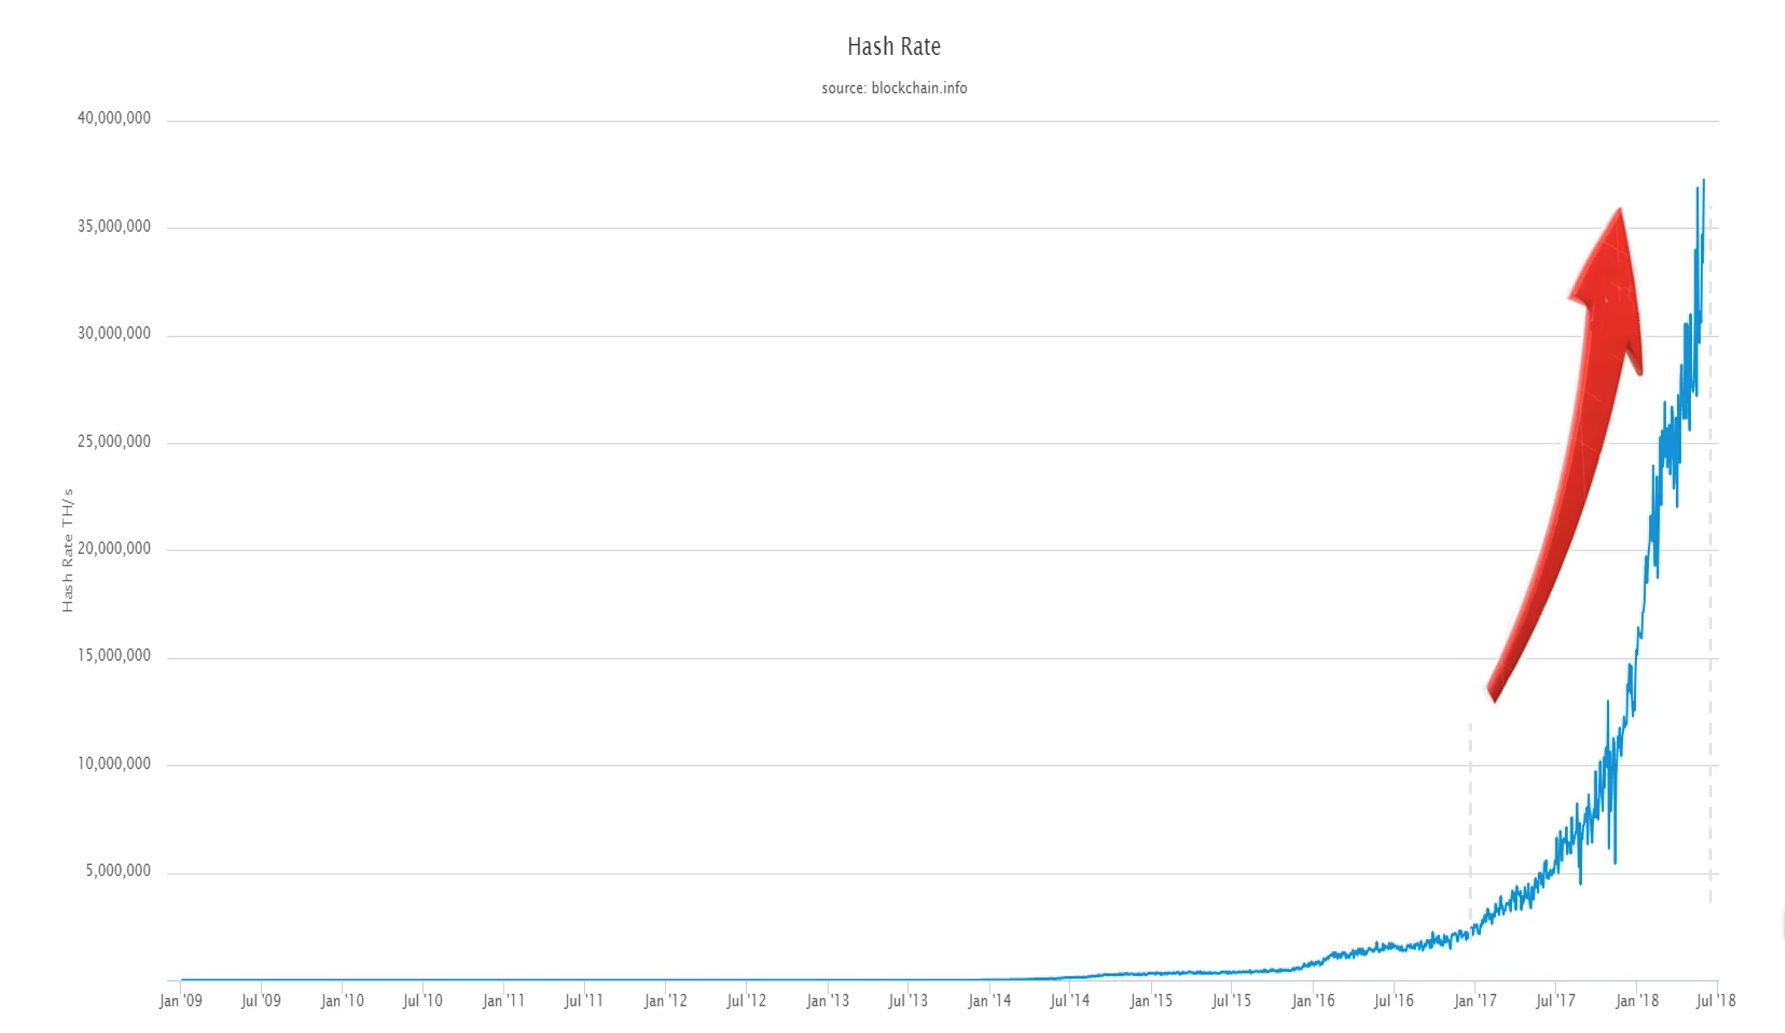 Hash Rate
source: blockchain.info
40,000,000
35,000,000
30,000,000
25,000,000
20,000,000
15,000,000
10,000,000
5,000,000
Hash Rate TH/s
Jan '09 Jul '09 Jan '10 Jul '10 Jan '11 Jul '11 Jan '12 Jul '12 Jan '13 Jul '13 Jan '14 Jul '14 Jan '15 Jul '15 Jan '16 Jul '16 Jan '17 Jul '17 Jan '18 Jul '18